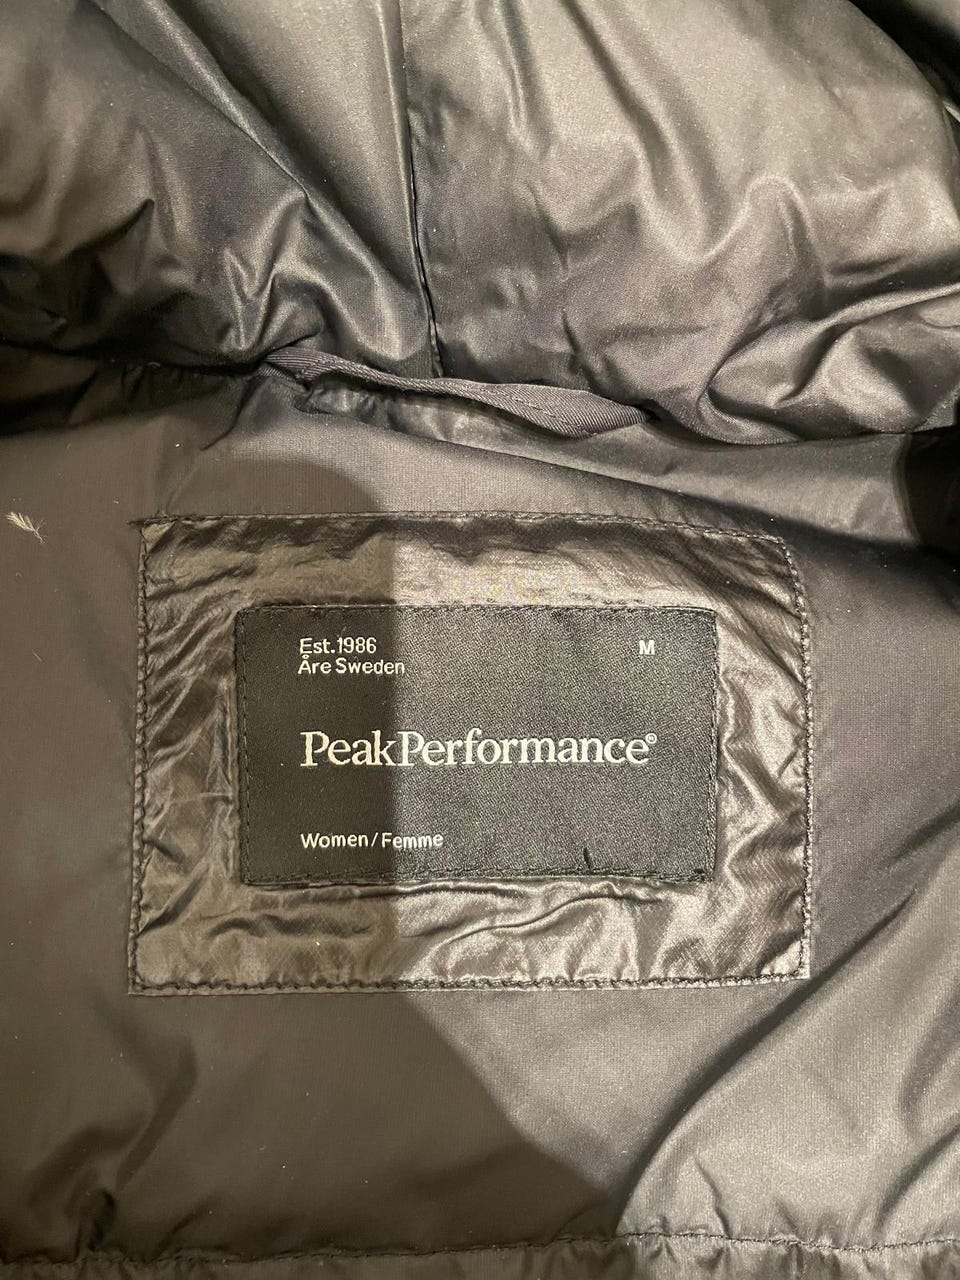 Est.1986
Åre Sweden
M
PeakPerformance®
Women/Femme